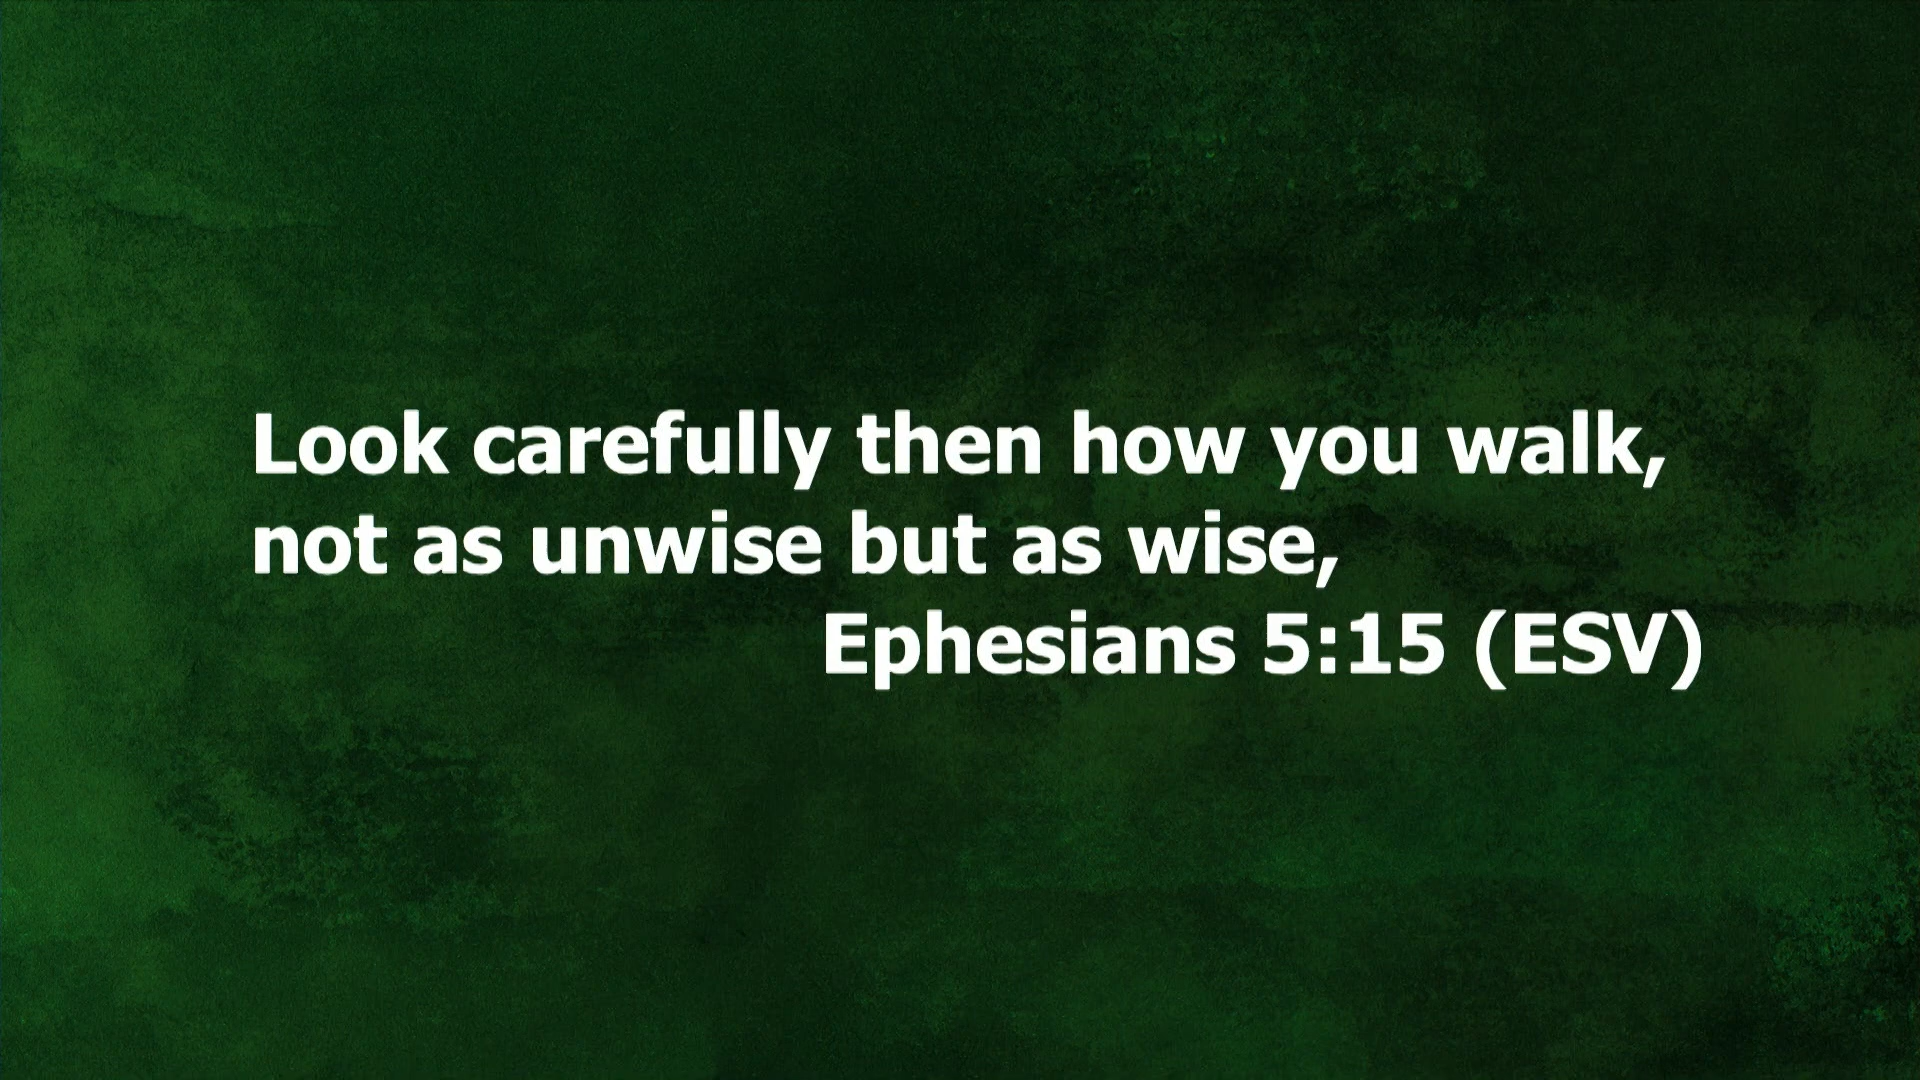 Look carefully then how you walk,
not as unwise but as wise,
Ephesians 5:15 (ESV)